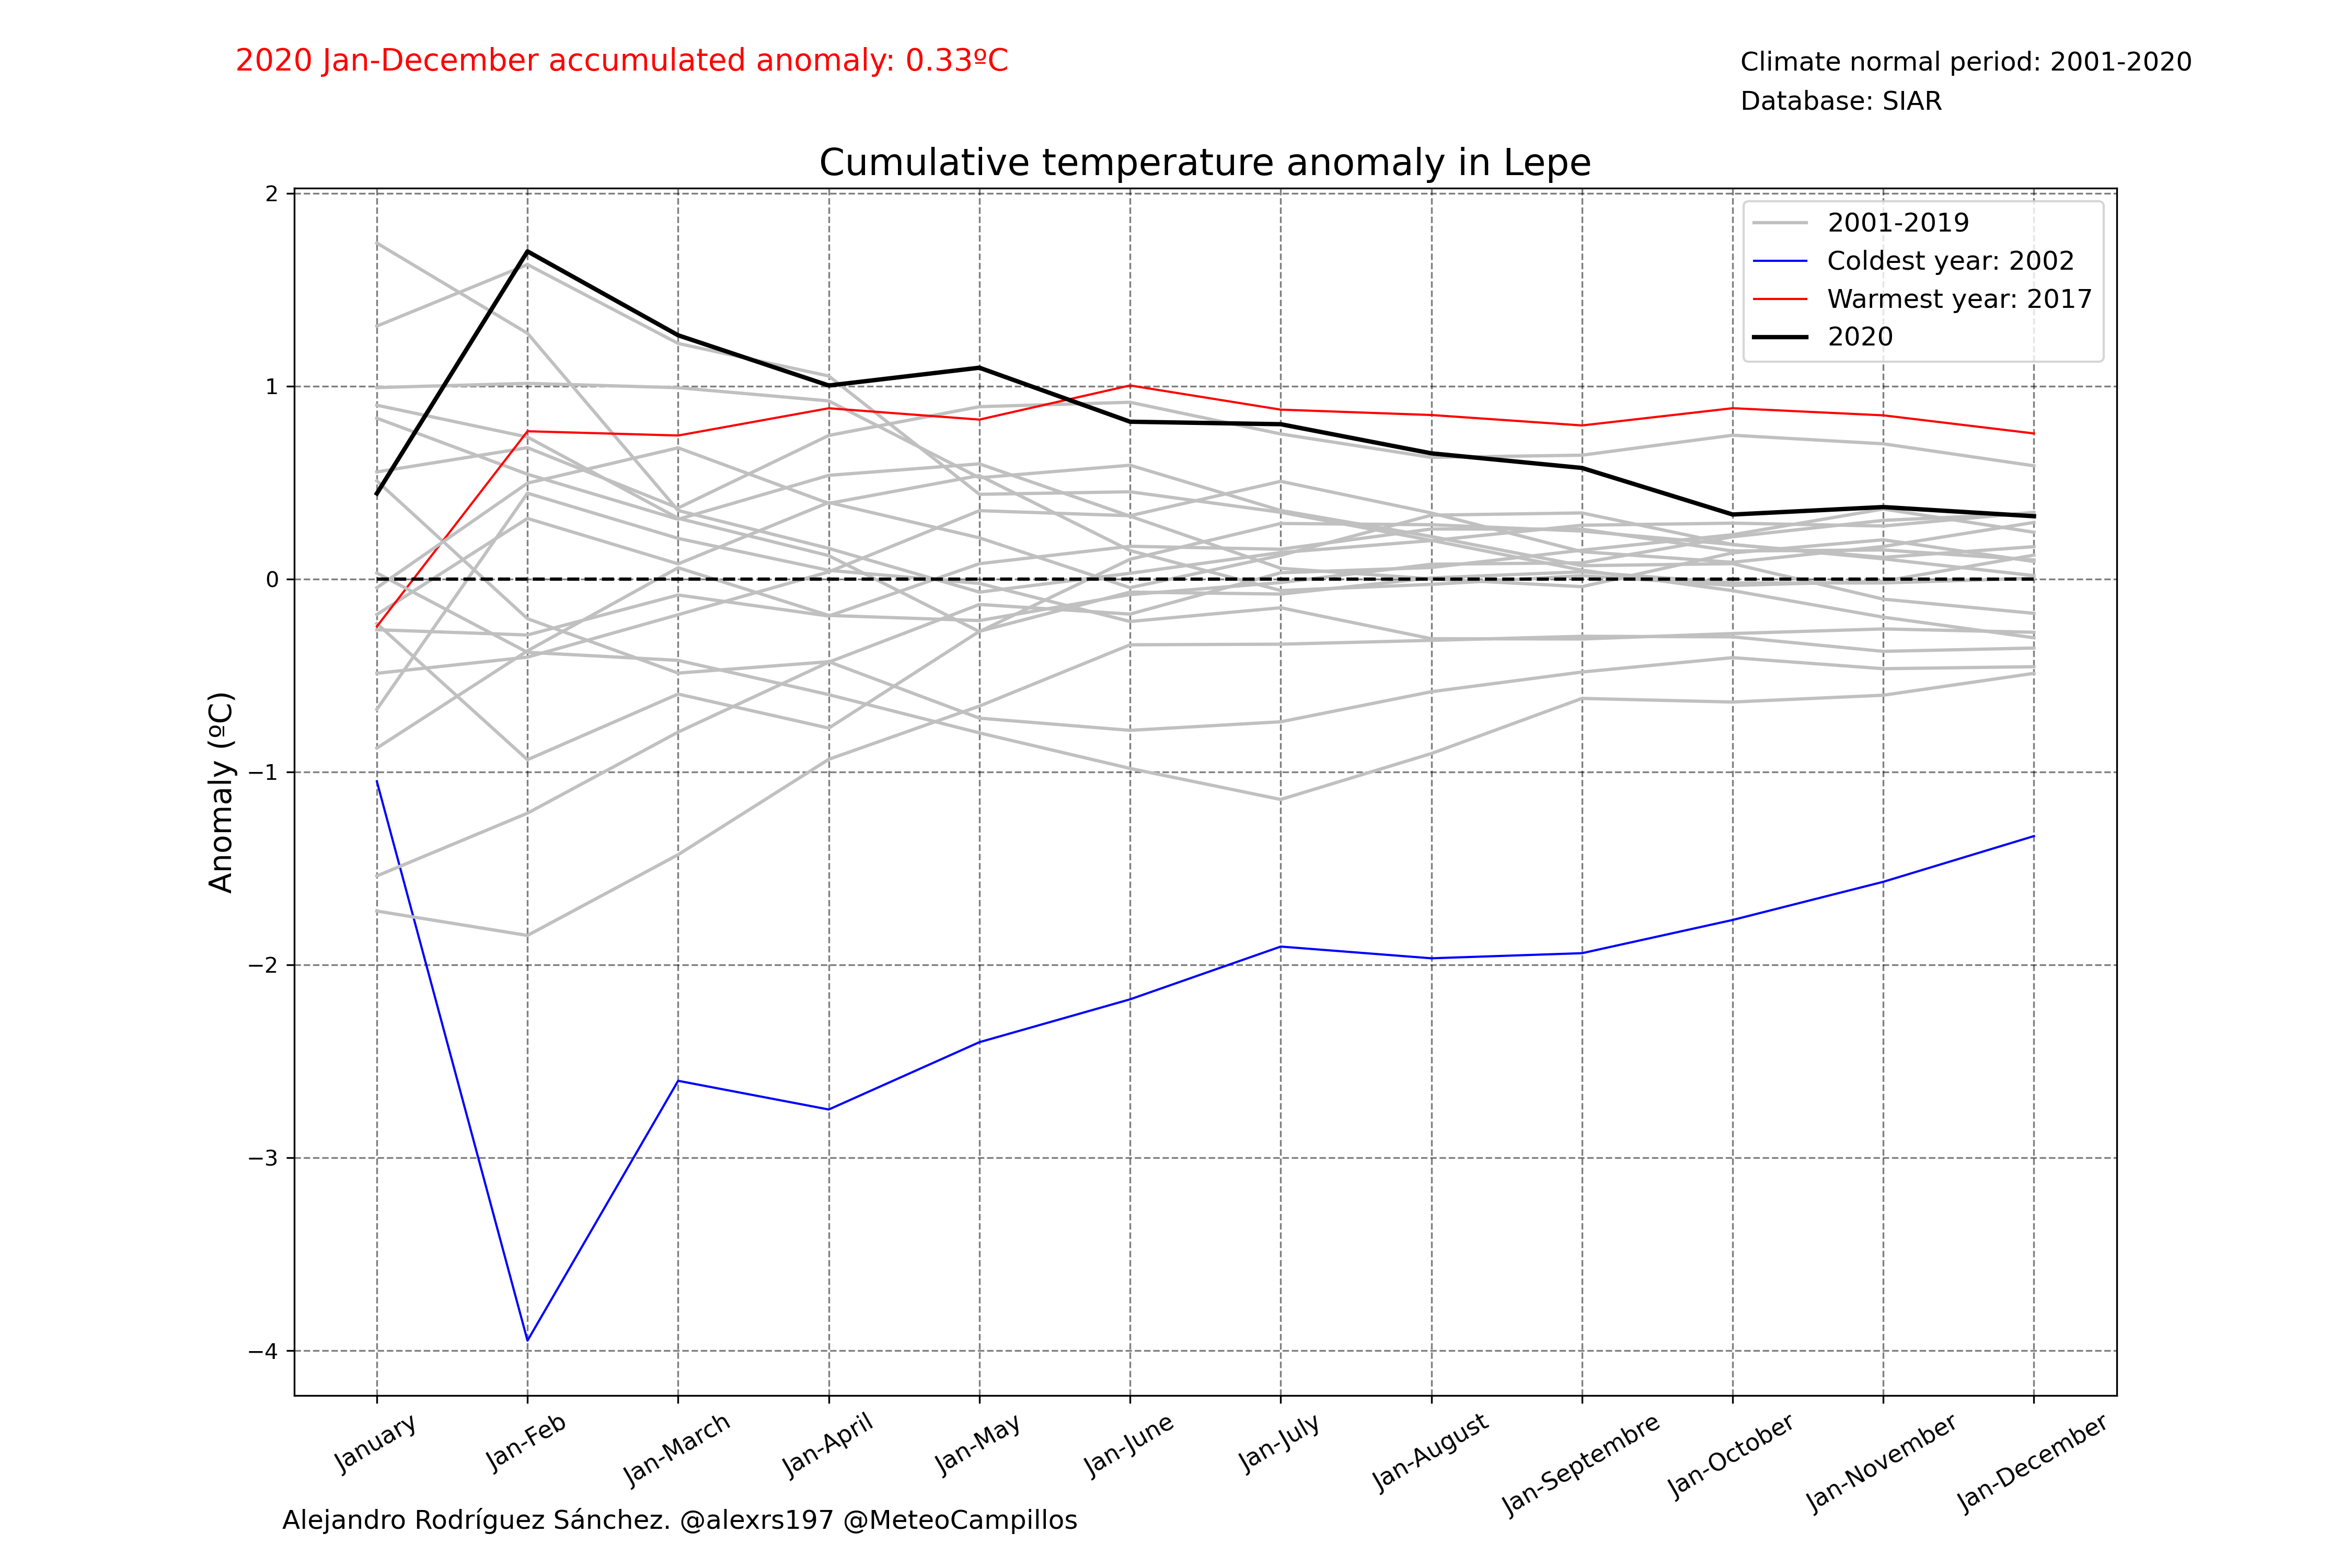 2020 Jan-December accumulated anomaly: 0.33ºC
Climate normal period: 2001-2020
Database: SIAR
Cumulative temperature anomaly in Lepe
2001-2019
Coldest year: 2002
Warmest year: 2017
2020
Anomaly (ºC)
2
1
0
−1
−2
−3
−4
January
Jan-Feb
Jan-March
Jan-April
Jan-May
Jan-June
Jan-July
Jan-August
Jan-Septembre
Jan-October
Jan-November
Jan-December
Alejandro Rodríguez Sánchez. @alexrs197 @MeteoCampillos